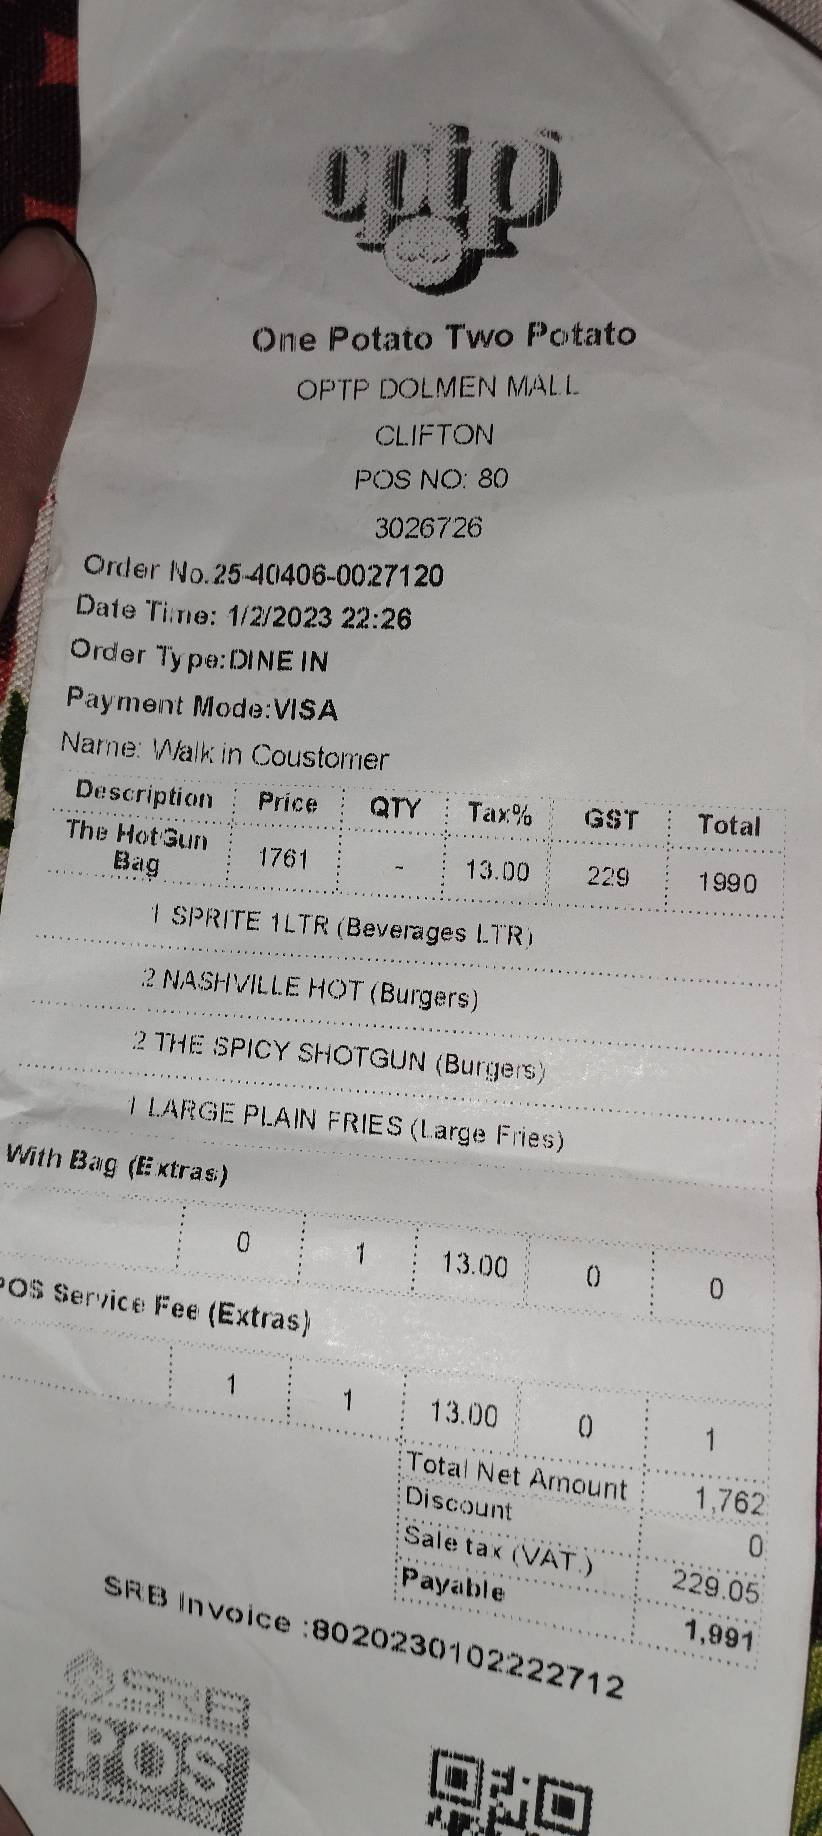 optp
One Potato Two Potato
OPTP DOLMEN MALL
CLIFTON
POS NO: 80
3026726
Order No.25-40406-0027120
Date Time: 1/2/2023 22:26
Order Type:DINE IN
Payment Mode:VISA
Name: Walk in Coustomer
Description Price QTY Tax% GST Total
The HotGun Bag 1761 - 13.00 229 1990
1 SPRITE 1LTR (Beverages LTR)
2 NASHVILLE HOT (Burgers)
2 THE SPICY SHOTGUN (Burgers)
1 LARGE PLAIN FRIES (Large Fries)
With Bag (Extras)
0 1 13.00 0 0
POS Service Fee (Extras)
1 1 13.00 0 1
Total Net Amount 1,762
Discount 0
Sale tax (VAT.) 229.05
Payable 1,991
SRB Invoice :8020230102222712
SRB
POS